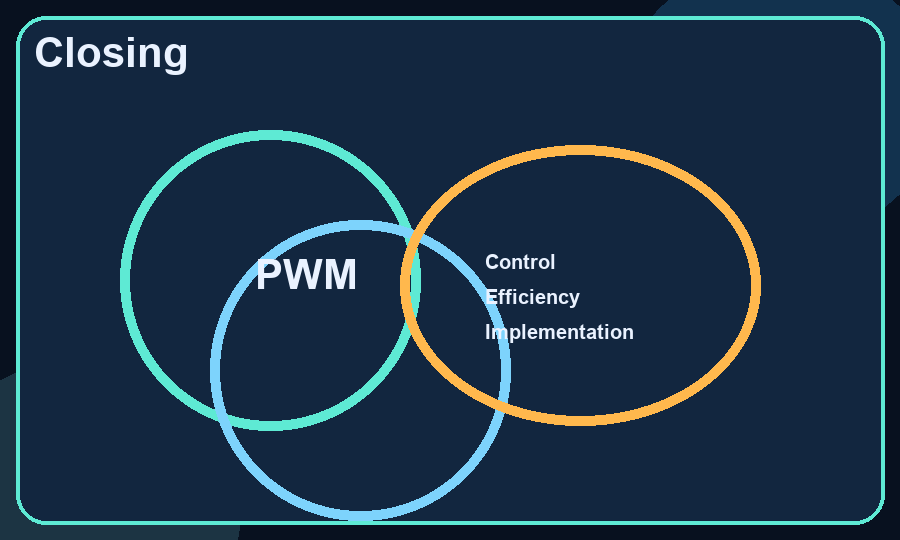 Closing
PWM
Control
Efficiency
Implementation